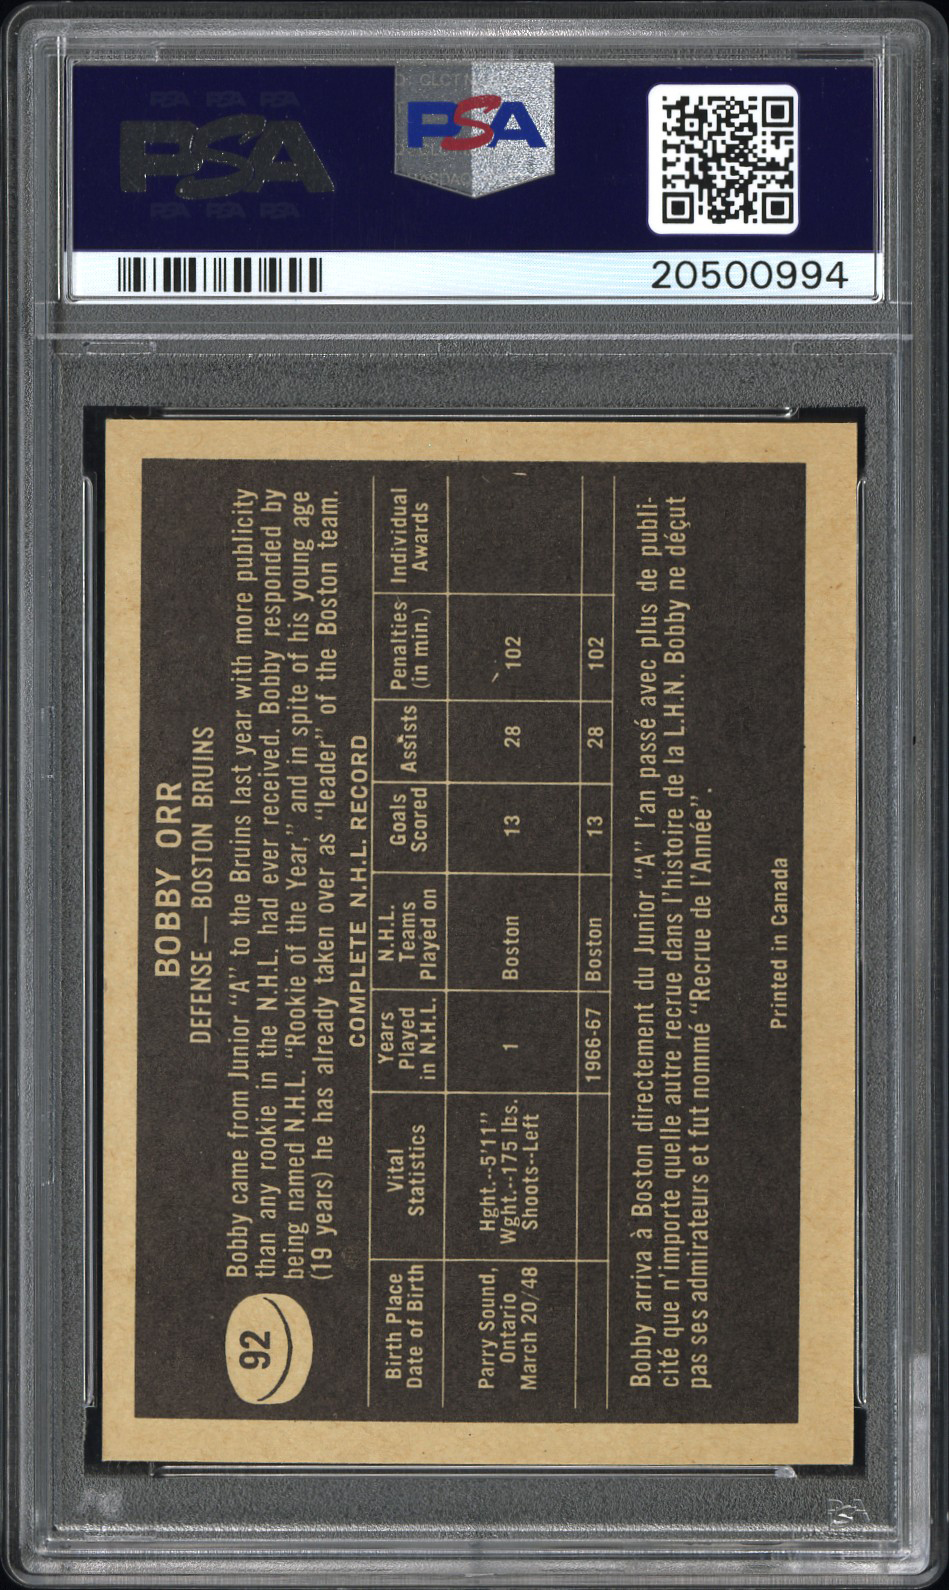 PSA PSA PSA
PSA
PSA PSA PSA
PSA
20500994
92
BOBBY ORR
DEFENSE — BOSTON BRUINS
Bobby came from Junior “A” to the Bruins last year with more publicity
than any rookie in the N.H.L. had ever received. Bobby responded by
being named N.H.L. “Rookie of the Year,” and in spite of his young age
(19 years) he has already taken over as “leader” of the Boston team.
COMPLETE N.H.L. RECORD
Birth Place Date of Birth | Vital Statistics | Years Played in N.H.L. | N.H.L. Teams Played on | Goals Scored | Assists | Penalties (in min.) | Individual Awards
Parry Sound, Ontario March 20/48 | Hght.--5'11" Wght.--175 lbs. Shoots--Left | 1 | Boston | 13 | 28 | 102
1966-67 | Boston | 13 | 28 | 102
Bobby arriva à Boston directement du Junior “A” l'an passé avec plus de publi-
cité que n'importe quelle autre recrue dans l'histoire de la L.H.N. Bobby ne déçut
pas ses admirateurs et fut nommé “Recrue de l'Année”.
Printed in Canada
PSA